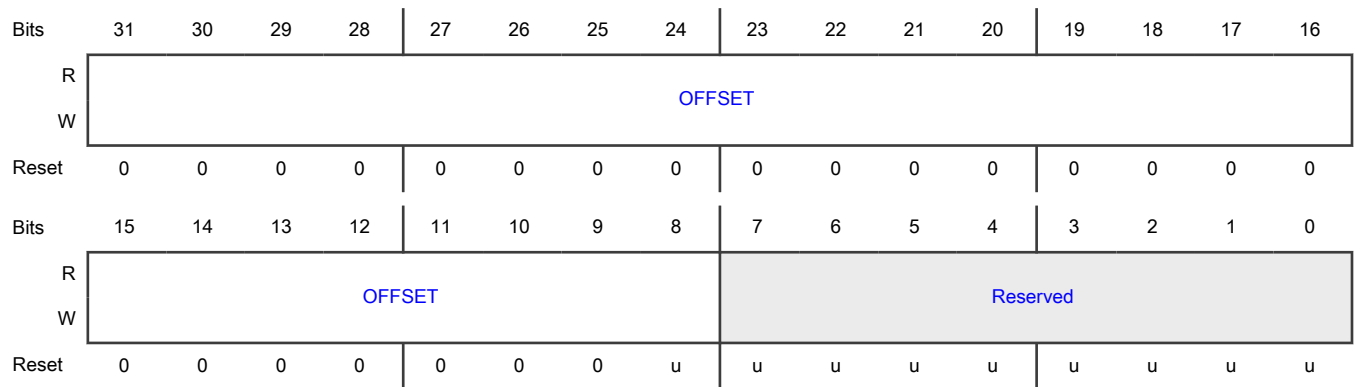 Bits 31 30 29 28 27 26 25 24 23 22 21 20 19 18 17 16
R
OFFSET
W
Reset 0 0 0 0 0 0 0 0 0 0 0 0 0 0 0 0
Bits 15 14 13 12 11 10 9 8 7 6 5 4 3 2 1 0
R
OFFSET Reserved
W
Reset 0 0 0 0 0 0 0 u u u u u u u u u